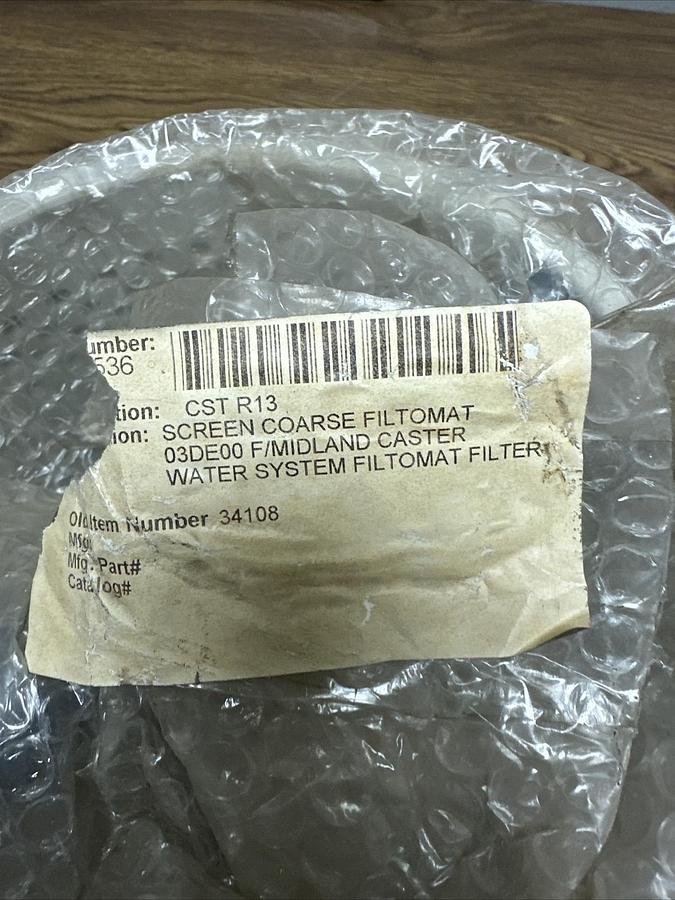 umber:
536
tion: CST R13
ion: SCREEN COARSE FILTOMAT
03DE00 F/MIDLAND CASTER
WATER SYSTEM FILTOMAT FILTER
Old Item Number 34108
Mfg
Mfg. Part#
Catalog#